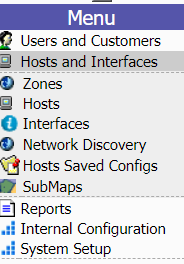 Menu
Users and Customers
Hosts and Interfaces
Zones
Hosts
Interfaces
Network Discovery
Hosts Saved Configs
SubMaps
Reports
Internal Configuration
System Setup